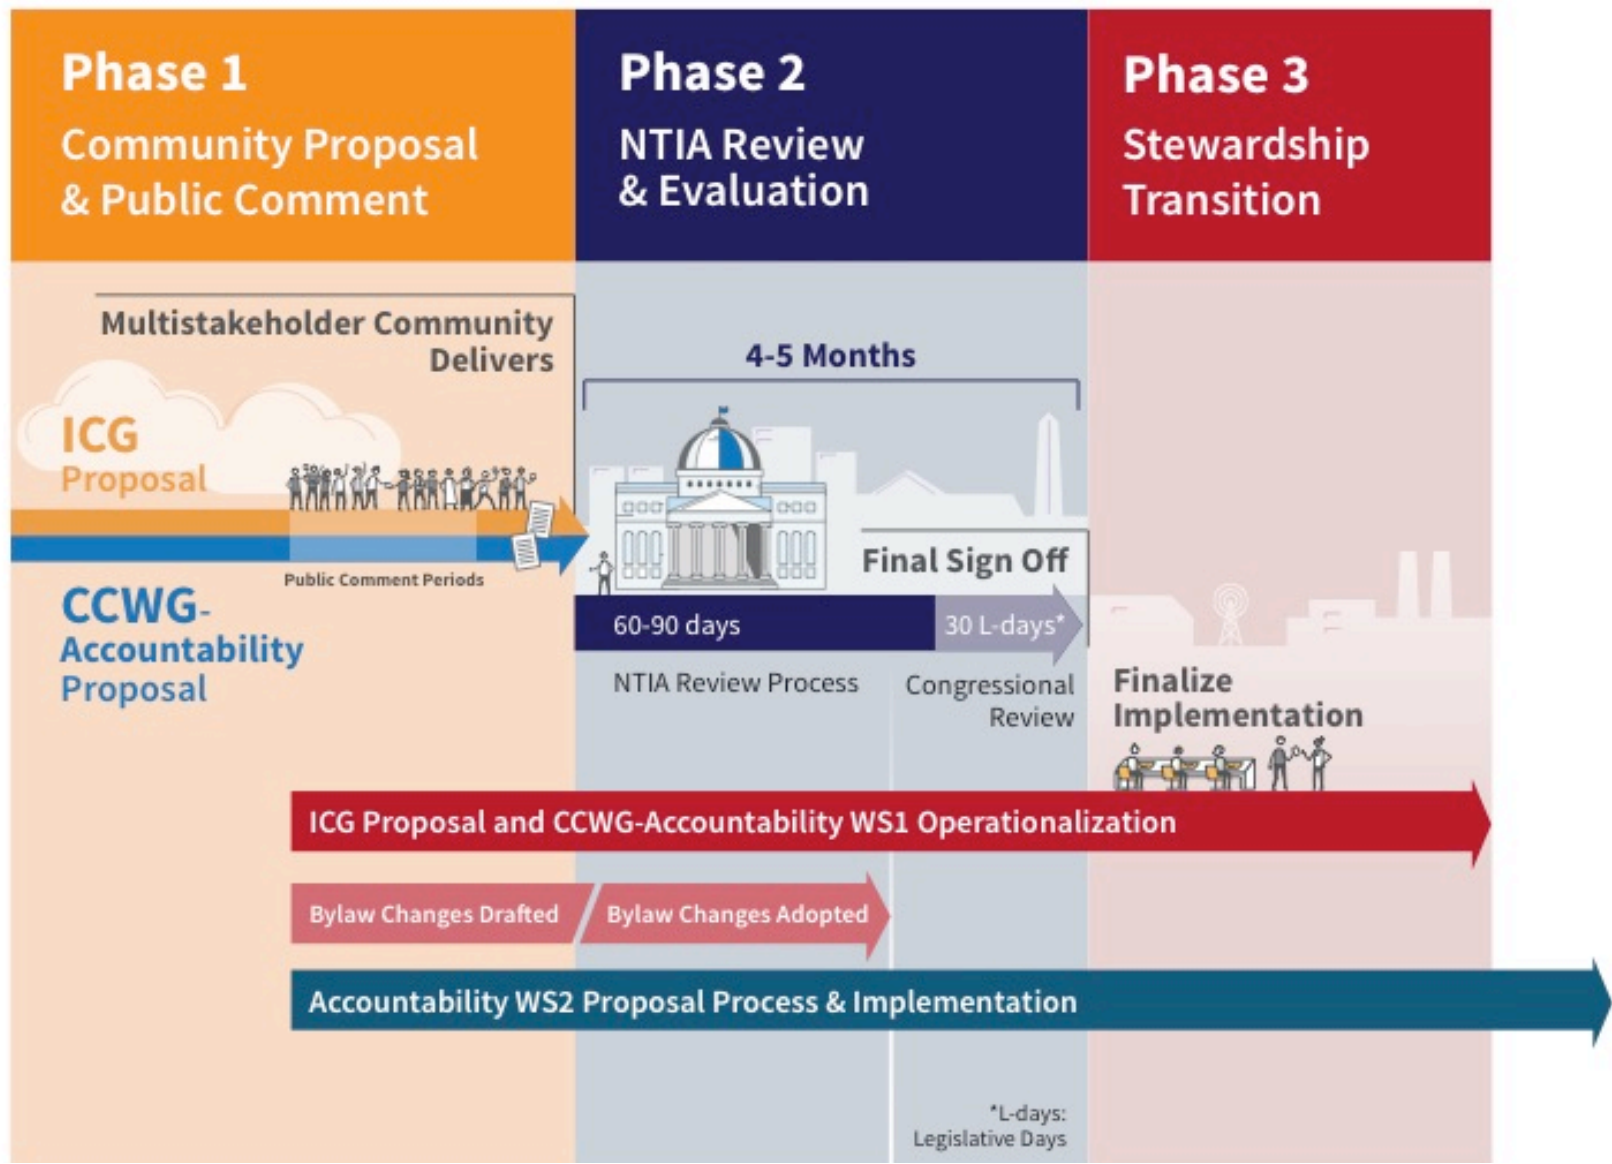 Phase 1
Community Proposal
& Public Comment
Phase 2
NTIA Review
& Evaluation
Phase 3
Stewardship
Transition
Multistakeholder Community
Delivers
ICG
Proposal
Public Comment Periods
CCWG-
Accountability
Proposal
4-5 Months
Final Sign Off
60-90 days
30 L-days*
NTIA Review Process
Congressional
Review
Finalize
Implementation
ICG Proposal and CCWG-Accountability WS1 Operationalization
Bylaw Changes Drafted
Bylaw Changes Adopted
Accountability WS2 Proposal Process & Implementation
*L-days:
Legislative Days